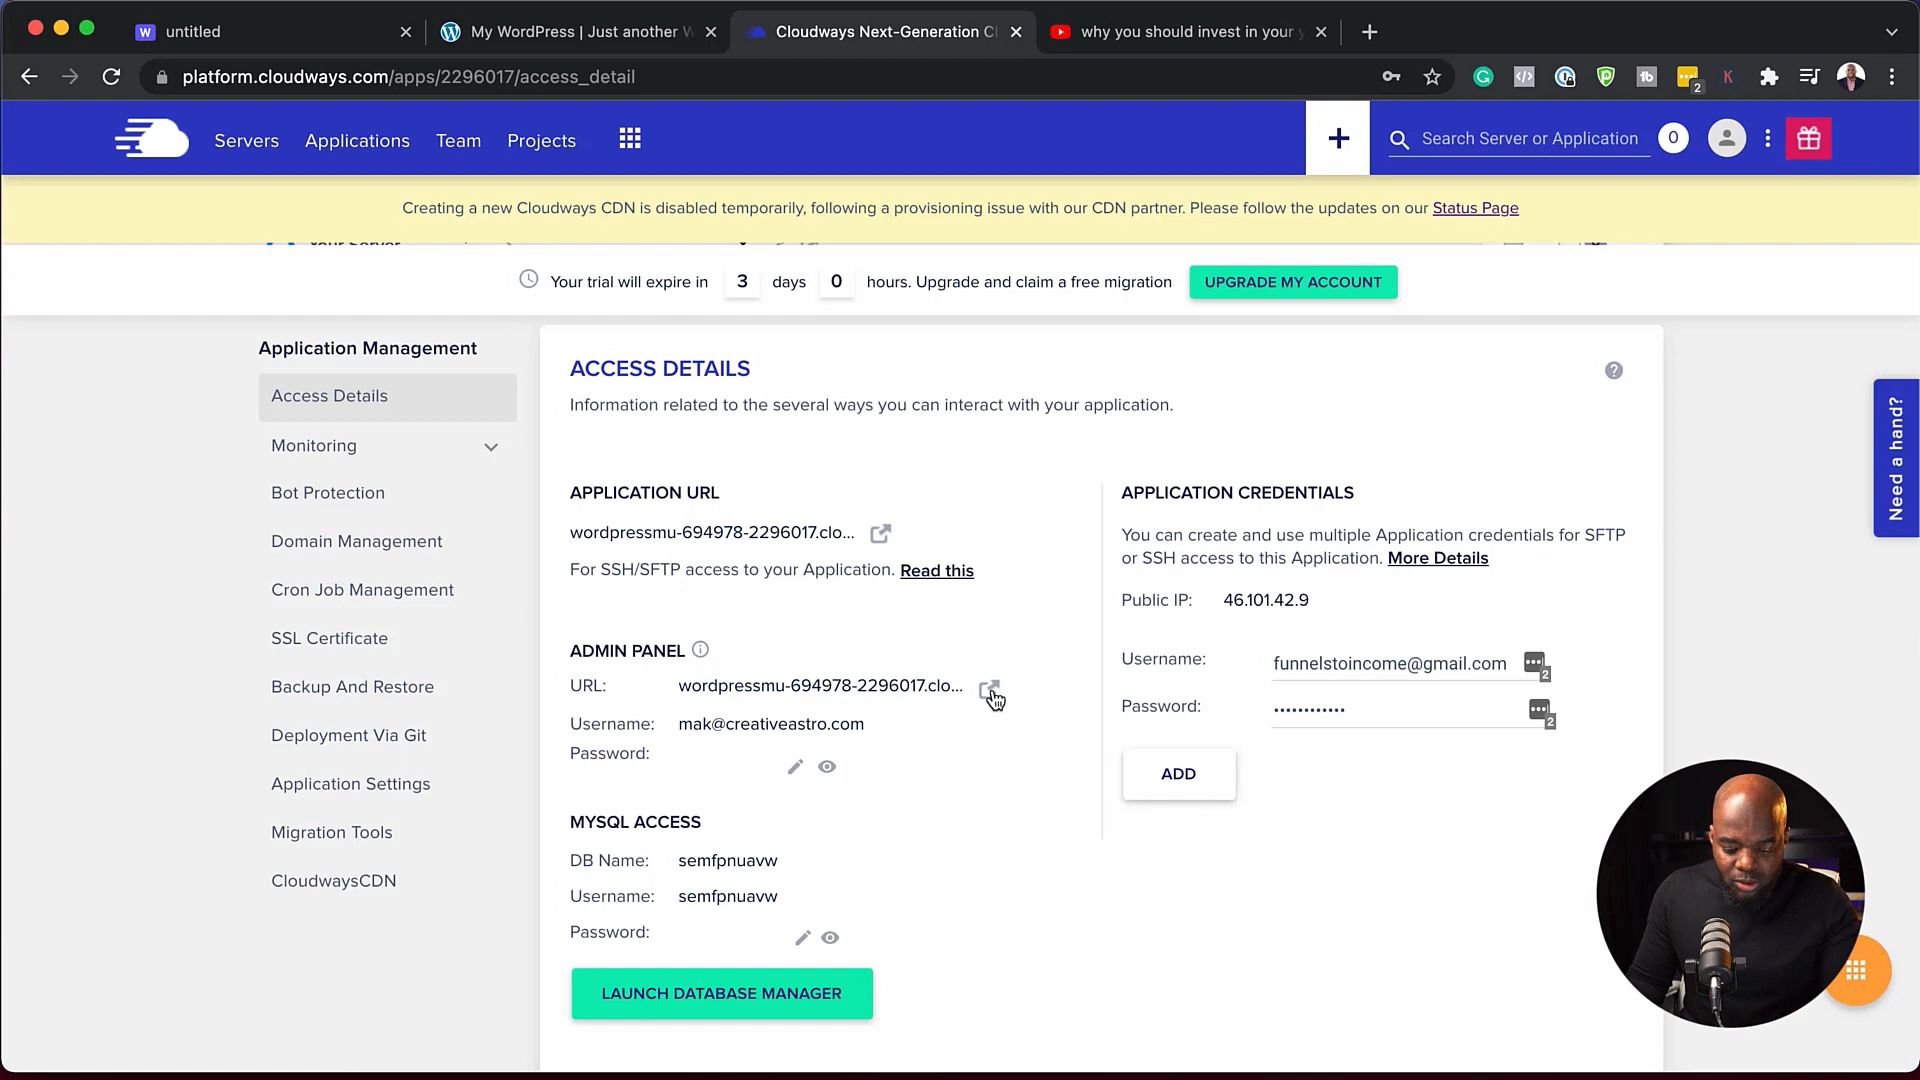 untitled
My WordPress | Just another W
Cloudways Next-Generation Cl
why you should invest in your y
platform.cloudways.com/apps/2296017/access_detail
2
Servers
Applications
Team
Projects
Search Server or Application
0
Creating a new Cloudways CDN is disabled temporarily, following a provisioning issue with our CDN partner. Please follow the updates on our Status Page
Your trial will expire in 3 days 0 hours. Upgrade and claim a free migration
UPGRADE MY ACCOUNT
Application Management
Access Details
Monitoring
Bot Protection
Domain Management
Cron Job Management
SSL Certificate
Backup And Restore
Deployment Via Git
Application Settings
Migration Tools
CloudwaysCDN
ACCESS DETAILS
Information related to the several ways you can interact with your application.
APPLICATION URL
wordpressmu-694978-2296017.clo...
For SSH/SFTP access to your Application. Read this
ADMIN PANEL
URL: wordpressmu-694978-2296017.clo...
Username: mak@creativeastro.com
Password:
MYSQL ACCESS
DB Name: semfpnuavw
Username: semfpnuavw
Password:
LAUNCH DATABASE MANAGER
APPLICATION CREDENTIALS
You can create and use multiple Application credentials for SFTP
or SSH access to this Application. More Details
Public IP: 46.101.42.9
Username: funnelstoincome@gmail.com
2
Password: ••••••••••••
2
ADD
Need a hand?